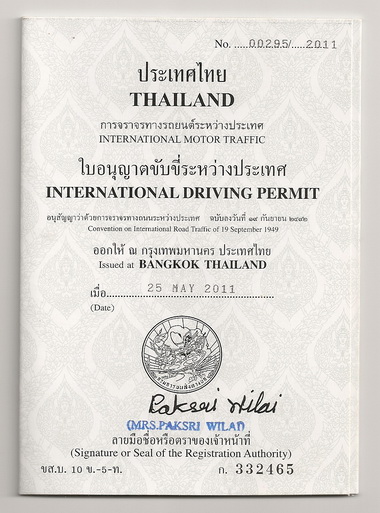 No. .....00295/....2011
ประเทศไทย
THAILAND
การจราจรทางรถยนต์ระหว่างประเทศ
INTERNATIONAL MOTOR TRAFFIC
ใบอนุญาตขับขี่ระหว่างประเทศ
INTERNATIONAL DRIVING PERMIT
อนุสัญญาว่าด้วยการจราจรทางถนนระหว่างประเทศ ฉบับลงวันที่ ๑๙ กันยายน ๒๔๙๒
Convention on International Road Traffic of 19 September 1949
ออกให้ ณ กรุงเทพมหานคร ประเทศไทย
Issued at BANGKOK THAILAND
เมื่อ.....25 MAY 2011.....
(Date)
Paksri Wilai
(MRS.PAKSRI WILAI)
ลายมือชื่อหรือตราของเจ้าหน้าที่
(Signature or Seal of the Registration Authority)
ขส.บ. 10 ข.-5-ท. ก. 332465